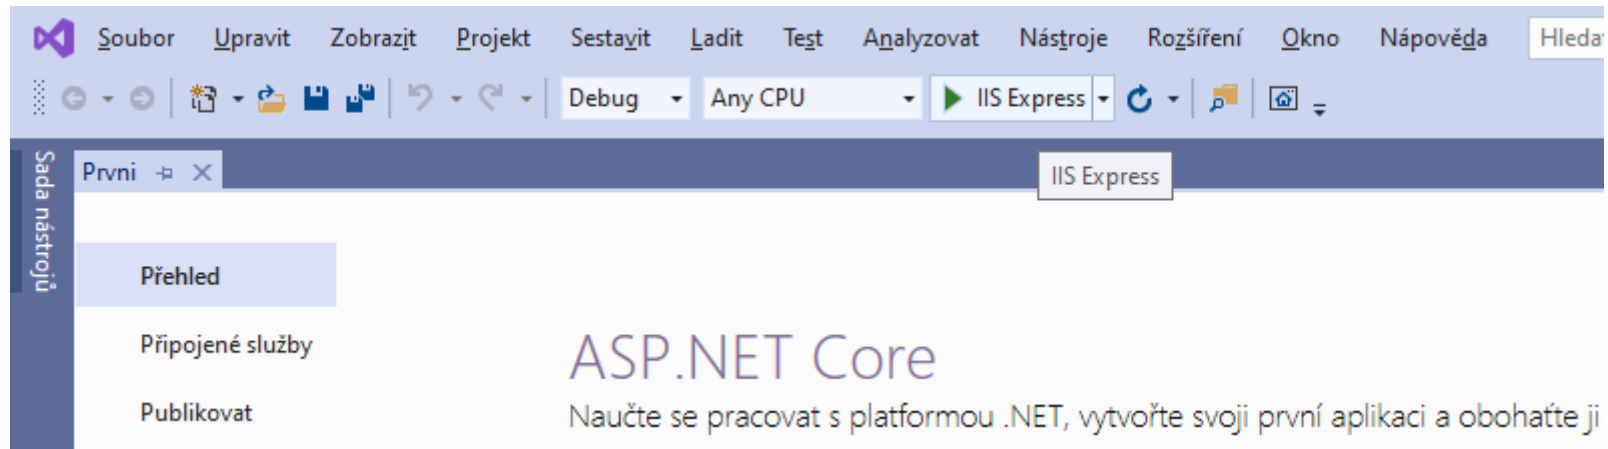 Soubor Upravit Zobrazit Projekt Sestavit Ladit Test Analyzovat Nástroje Rozšíření Okno Nápověda
Debug Any CPU IIS Express
Sada nástrojů
Prvni
IIS Express
Přehled
Připojené služby
Publikovat
ASP.NET Core
Naučte se pracovat s platformou .NET, vytvořte svoji první aplikaci a obohaťte ji